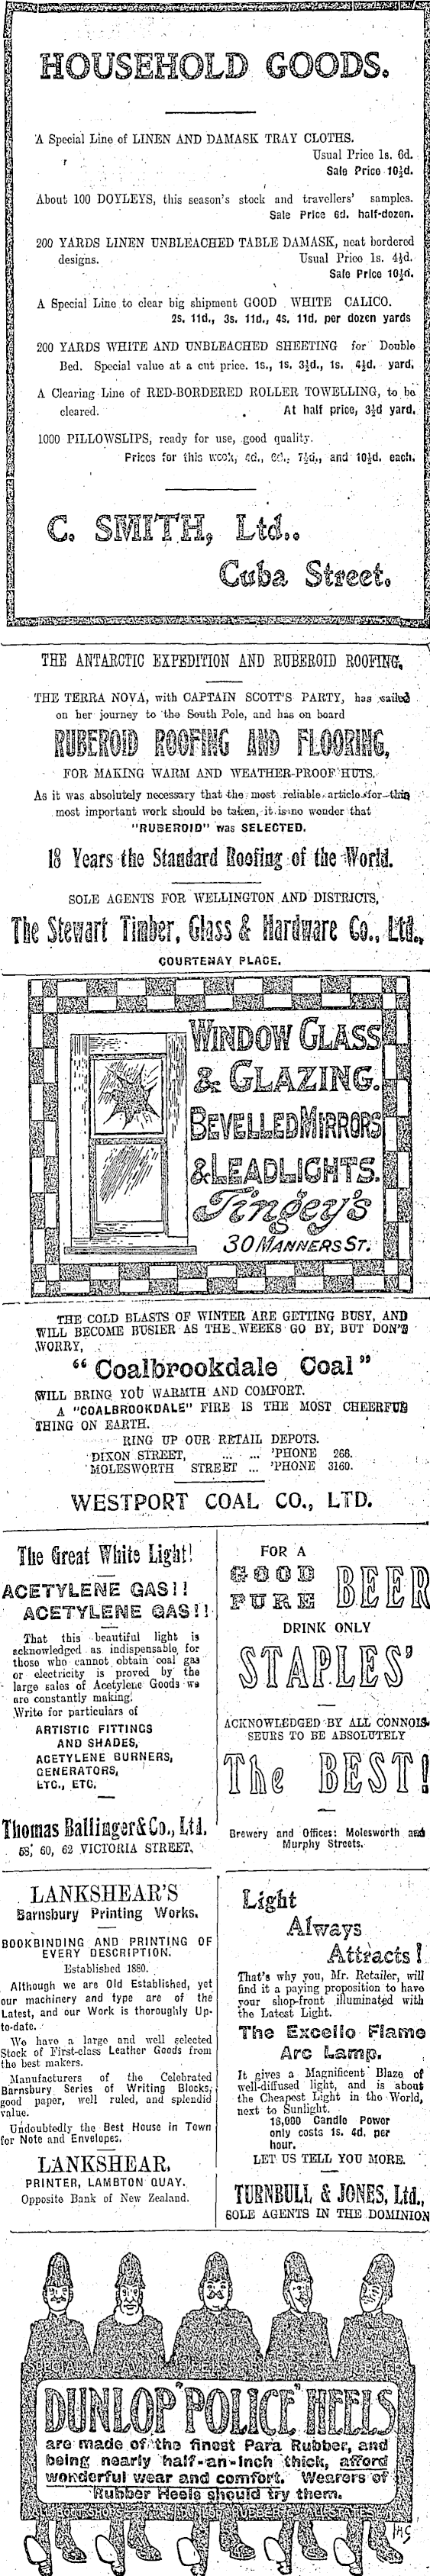 HOUSEHOLD GOODS.
A Special Line of LINEN AND DAMASK TRAY CLOTHS.
Usual Price 1s. 6d.
Sale Price 10½d.
About 100 DOYLEYS, this season's stock and travellers' samples.
Sale Price 6d. half-dozen.
200 YARDS LINEN UNBLEACHED TABLE DAMASK, neat bordered
designs. Usual Price 1s. 4½d.
Sale Price 10½d.
A Special Line to clear big shipment GOOD WHITE CALICO.
2s. 11d., 3s. 11d., 4s. 11d. per dozen yards
200 YARDS WHITE AND UNBLEACHED SHEETING for Double
Bed. Special value at a cut price. 1s., 1s. 3½d., 1s. 4½d. yard.
A Clearing Line of RED-BORDERED ROLLER TOWELLING, to be
cleared. At half price, 3½d yard.
1000 PILLOWSLIPS, ready for use, good quality.
Prices for this week, 4d., 6d., 7½d., and 10½d. each.
C. SMITH, Ltd.,
Cuba Street.
THE ANTARCTIC EXPEDITION AND RUBEROID ROOFING.
THE TERRA NOVA, with CAPTAIN SCOTT'S PARTY, has sailed
on her journey to the South Pole, and has on board
RUBEROID ROOFING AND FLOORING,
FOR MAKING WARM AND WEATHER-PROOF HUTS.
As it was absolutely necessary that the most reliable article for this
most important work should be taken, it is no wonder that
"RUBEROID" was SELECTED.
18 Years the Standard Roofing of the World.
SOLE AGENTS FOR WELLINGTON AND DISTRICTS,
The Stewart Timber, Glass & Hardware Co., Ltd.,
COURTENAY PLACE.
WINDOW GLASS
& GLAZING.
BEVELLED MIRRORS
& LEADLIGHTS.
Tingey's
30 MANNERS ST.
THE COLD BLASTS OF WINTER ARE GETTING BUSY, AND
WILL BECOME BUSIER AS THE WEEKS GO BY, BUT DON'T
WORRY,
"Coalbrookdale Coal"
WILL BRING YOU WARMTH AND COMFORT.
A "COALBROOKDALE" FIRE IS THE MOST CHEERFUL
THING ON EARTH.
RING UP OUR RETAIL DEPOTS.
DIXON STREET, ... ... 'PHONE 266.
MOLESWORTH STREET ... 'PHONE 3160.
WESTPORT COAL CO., LTD.
The Great White Light!
ACETYLENE GAS!!
ACETYLENE GAS!!
That this beautiful light is
acknowledged as indispensable for
those who cannot obtain coal gas
or electricity is proved by the
large sales of Acetylene Goods we
are constantly making.
Write for particulars of
ARTISTIC FITTINGS
AND SHADES,
ACETYLENE BURNERS,
GENERATORS,
ETC., ETC.
Thomas Ballinger & Co., Ltd.
58, 60, 62 VICTORIA STREET.
FOR A
GOOD
PURE BEER
DRINK ONLY
STAPLES'
ACKNOWLEDGED BY ALL CONNOIS-
SEURS TO BE ABSOLUTELY
The BEST!
Brewery and Offices: Molesworth and
Murphy Streets.
LANKSHEAR'S
Barnsbury Printing Works.
BOOKBINDING AND PRINTING OF
EVERY DESCRIPTION.
Established 1880.
Although we are Old Established, yet
our machinery and type are of the
Latest, and our Work is thoroughly Up-
to-date.
We have a large and well selected
Stock of First-class Leather Goods from
the best makers.
Manufacturers of the Celebrated
Barnsbury Series of Writing Blocks,
good paper, well ruled, and splendid
value.
Undoubtedly the Best House in Town
for Note and Envelopes.
LANKSHEAR,
PRINTER, LAMBTON QUAY.
Opposite Bank of New Zealand.
Light
Always
Attracts!
That's why you, Mr. Retailer, will
find it a paying proposition to have
your shop-front illuminated with
the Latest Light.
The Excello Flame
Arc Lamp.
It gives a Magnificent Blaze of
well-diffused light, and is about
the Cheapest Light in the World,
next to Sunlight.
16,000 Candle Power
only costs 1s. 4d. per
hour.
LET US TELL YOU MORE.
TURNBULL & JONES, Ltd.,
SOLE AGENTS IN THE DOMINION
DUNLOP "POLICE" HEELS
are made of the finest Para Rubber, and
being nearly half-an-inch thick, afford
wonderful wear and comfort. Wearers of
Rubber Heels should try them.